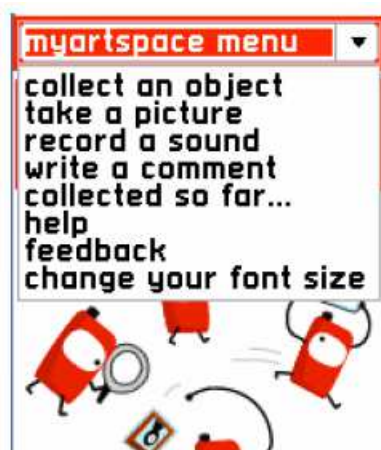 myartspace menu
collect an object
take a picture
record a sound
write a comment
collected so far...
help
feedback
change your font size